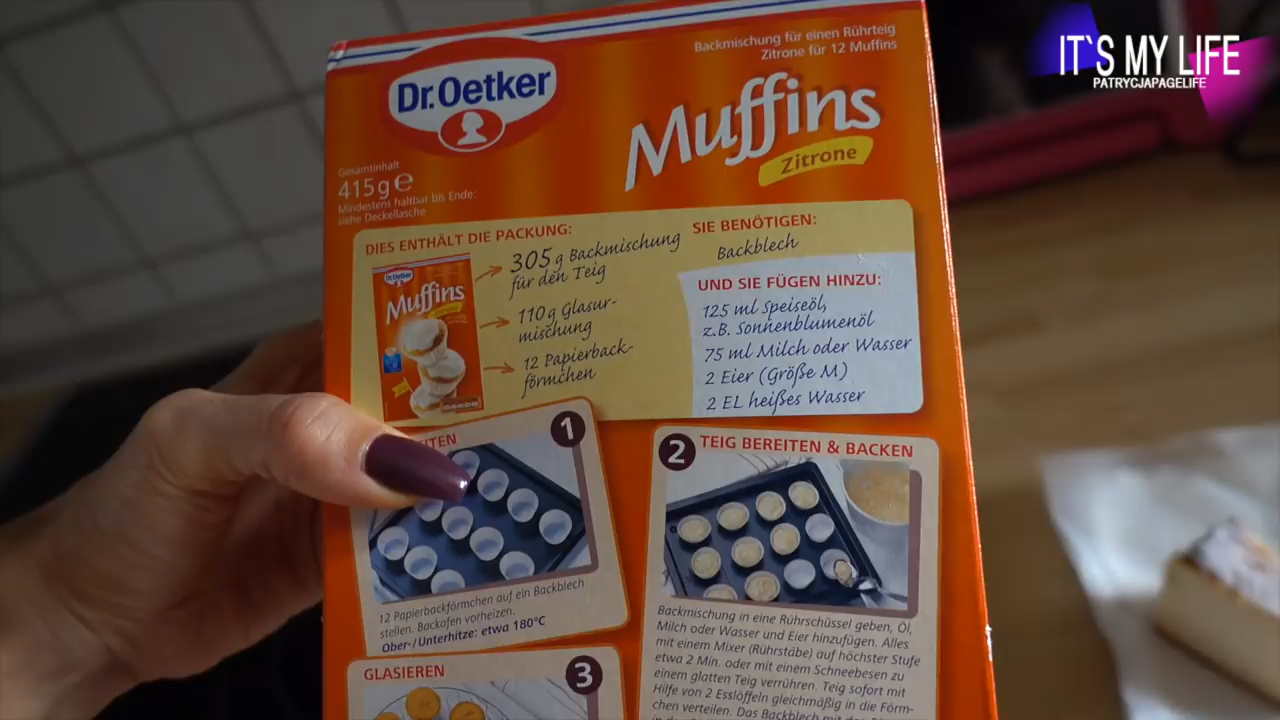 IT`S MY LIFE
PATRYCJAPAGELIFE
Dr.Oetker
Backmischung für einen Rührteig
Zitrone für 12 Muffins
Muffins
Zitrone
Gesamtinhalt
415g e
Mindestens haltbar bis Ende:
siehe Deckellasche
DIES ENTHÄLT DIE PACKUNG:
305 g Backmischung
für den Teig
110 g Glasur-
mischung
12 Papierback-
förmchen
Dr.Oetker
Muffins
SIE BENÖTIGEN:
Backblech
UND SIE FÜGEN HINZU:
125 ml Speiseöl,
z.B. Sonnenblumenöl
75 ml Milch oder Wasser
2 Eier (Größe M)
2 EL heißes Wasser
ITEN
1
12 Papierbackförmchen auf ein Backblech
stellen. Backofen vorheizen.
Ober-/Unterhitze: etwa 180°C
2
TEIG BEREITEN & BACKEN
Backmischung in eine Rührschüssel geben, Öl,
Milch oder Wasser und Eier hinzufügen. Alles
mit einem Mixer (Rührstäbe) auf höchster Stufe
etwa 2 Min. oder mit einem Schneebesen zu
einem glatten Teig verrühren. Teig sofort mit
Hilfe von 2 Esslöffeln gleichmäßig in die Förm-
chen verteilen. Das Backblech mit
GLASIEREN
3